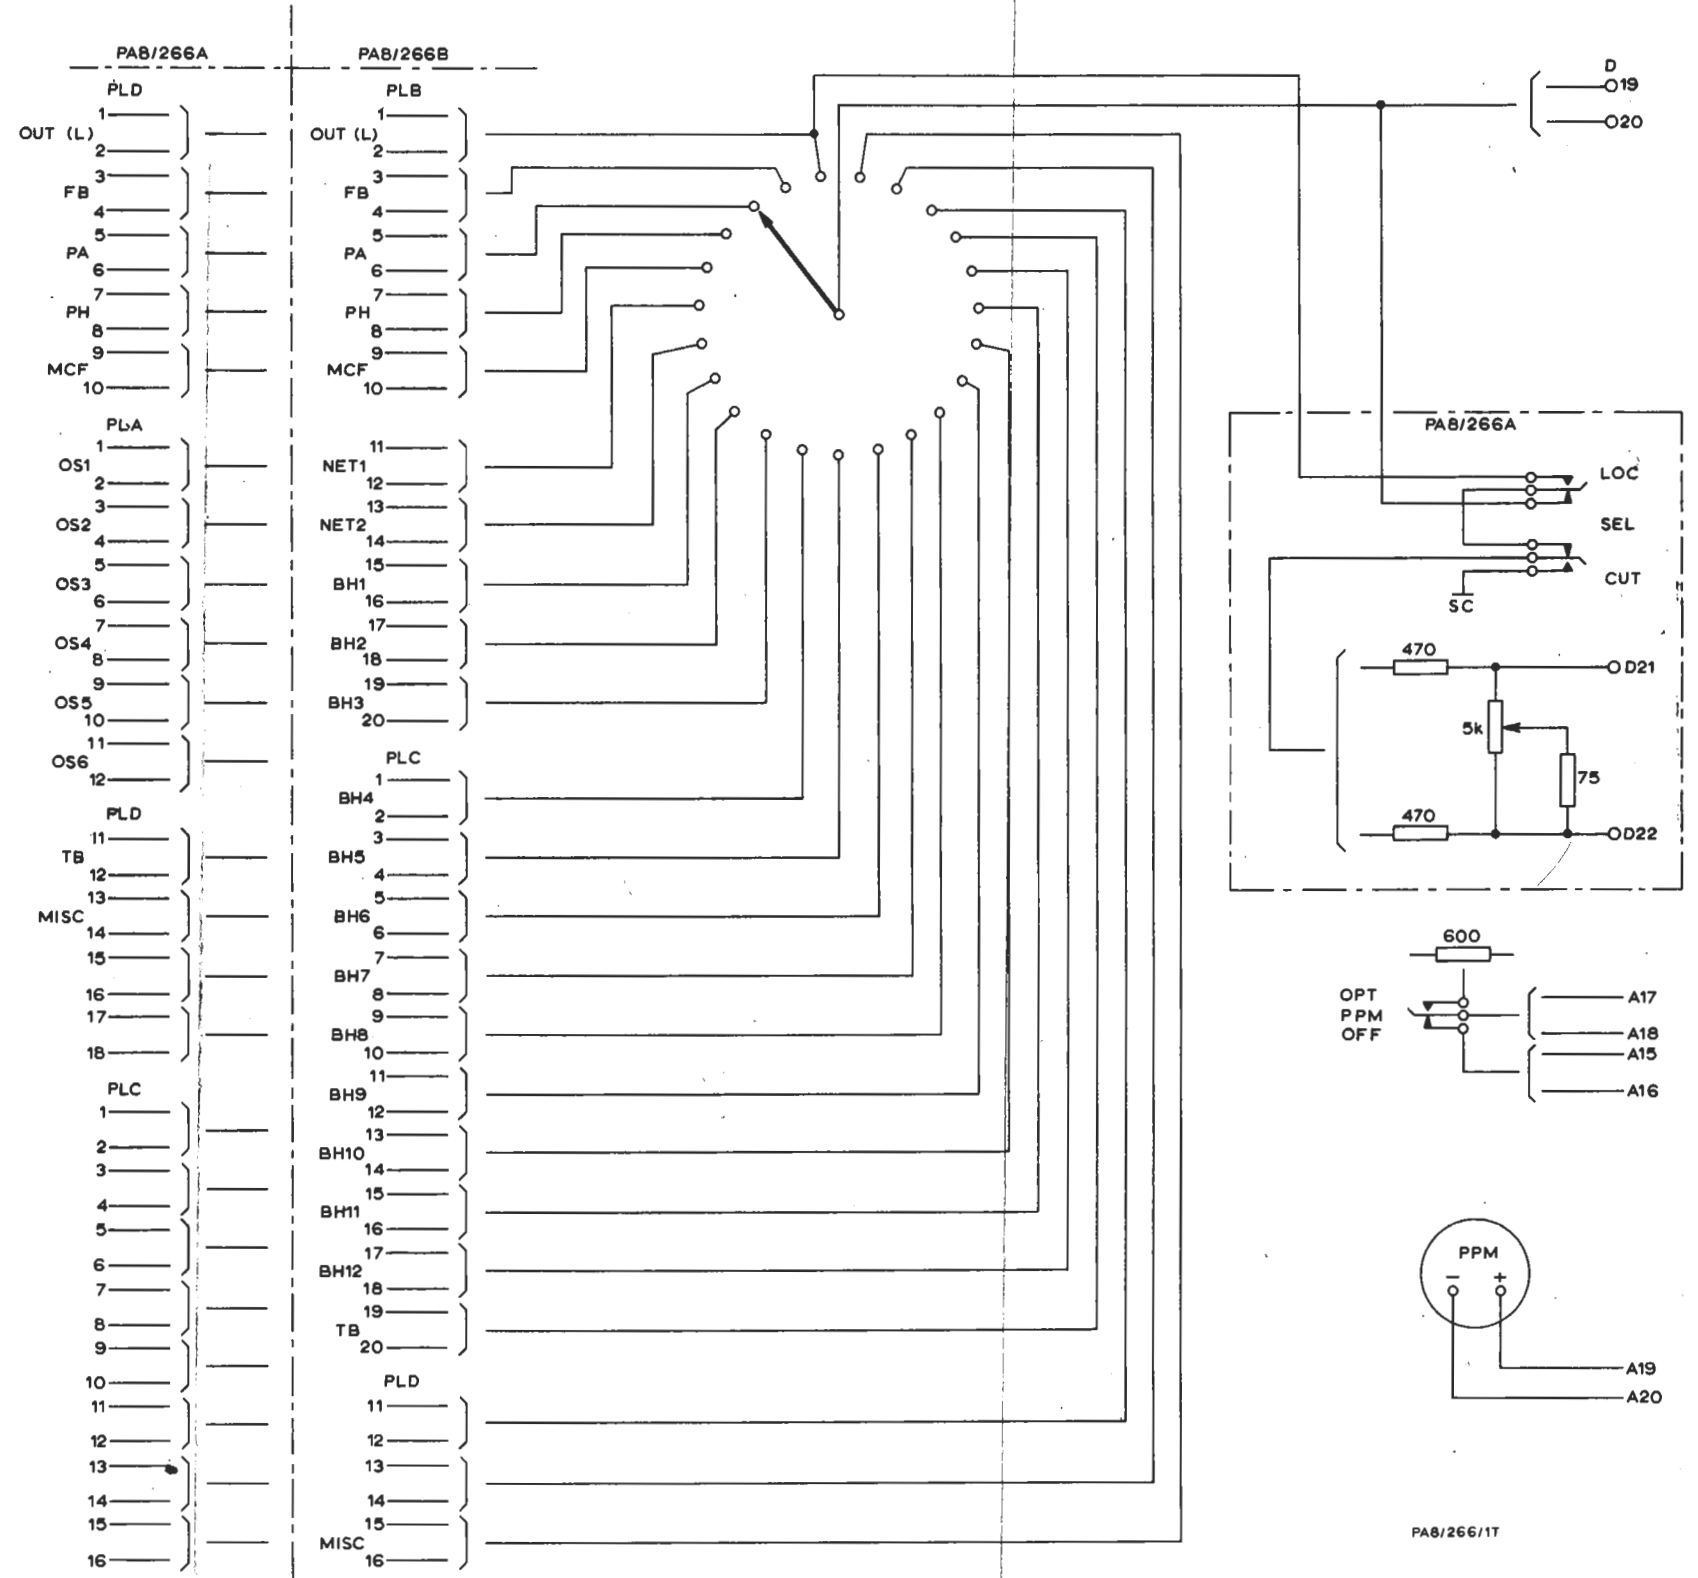 PA8/266A
PLD
1
OUT (L)
2
3
FB
4
5
PA
6
7
PH
8
9
MCF
10
PLA
1
OS1
2
3
OS2
4
5
OS3
6
7
OS4
8
9
OS5
10
11
OS6
12
PLD
11
TB
12
13
MISC
14
15
16
17
18
PLC
1
2
3
4
5
6
7
8
9
10
11
12
13
14
15
16
PA8/266B
PLB
1
OUT (L)
2
3
FB
4
5
PA
6
7
PH
8
9
MCF
10
11
NET1
12
13
NET2
14
15
BH1
16
17
BH2
18
19
BH3
20
PLC
1
BH4
2
3
BH5
4
5
BH6
6
7
BH7
8
9
BH8
10
11
BH9
12
13
BH10
14
15
BH11
16
17
BH12
18
19
TB
20
PLD
11
12
13
14
15
MISC
16
D
19
20
PA8/266A
LOC
SEL
CUT
SC
470
D21
5k
75
470
D22
600
OPT
PPM
OFF
A17
A18
A15
A16
PPM
- +
A19
A20
PA8/266/1T